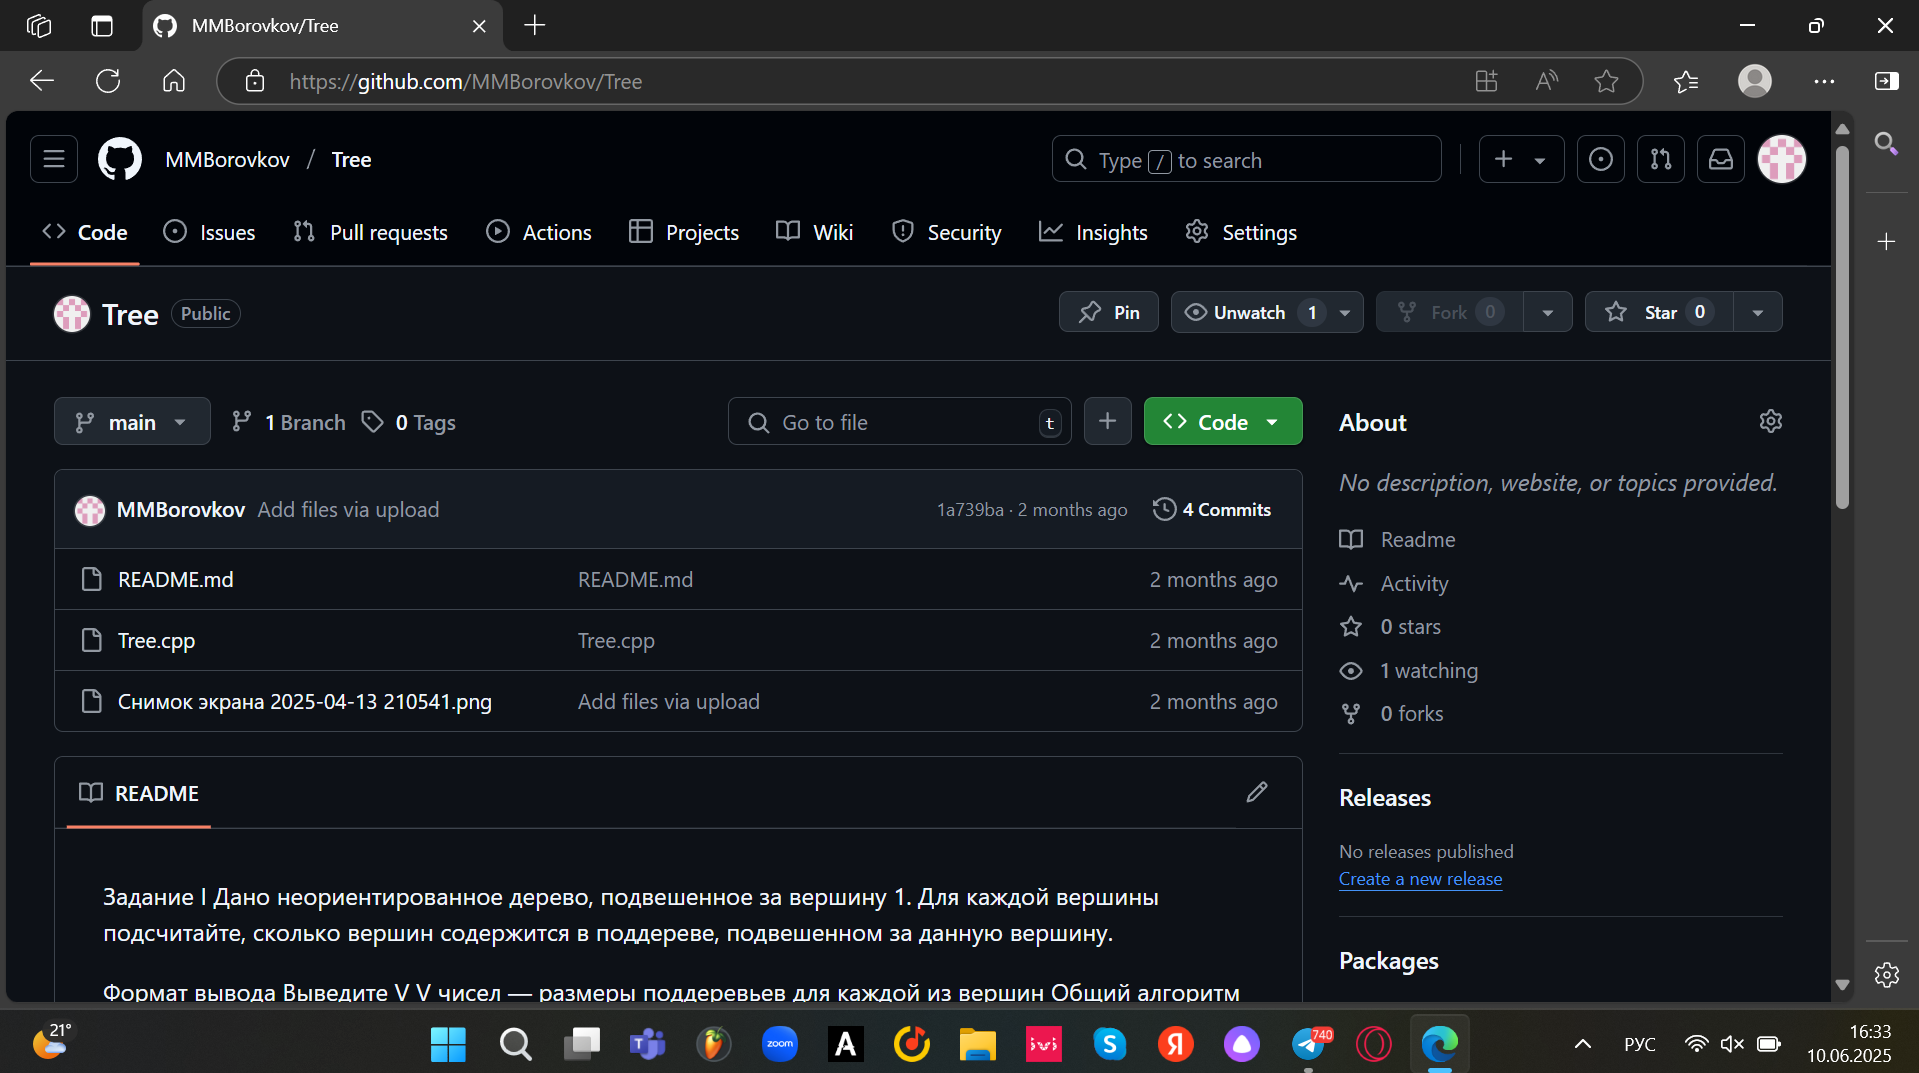 MMBorovkov/Tree
https://github.com/MMBorovkov/Tree
MMBorovkov / Tree
Type / to search
Code Issues Pull requests Actions Projects Wiki Security Insights Settings
Tree Public
Pin Unwatch 1 Fork 0 Star 0
main 1 Branch 0 Tags
Go to file t
Code
MMBorovkov Add files via upload 1a739ba · 2 months ago 4 Commits
README.md README.md 2 months ago
Tree.cpp Tree.cpp 2 months ago
Снимок экрана 2025-04-13 210541.png Add files via upload 2 months ago
README
Задание I Дано неориентированное дерево, подвешенное за вершину 1. Для каждой вершины
подсчитайте, сколько вершин содержится в поддереве, подвешенном за данную вершину.
Формат вывода Выведите V V чисел — размеры поддеревьев для каждой из вершин Общий алгоритм
About
No description, website, or topics provided.
Readme
Activity
0 stars
1 watching
0 forks
Releases
No releases published
Create a new release
Packages
21°
T
zoom
A
S
Я
740
РУС
16:33
10.06.2025